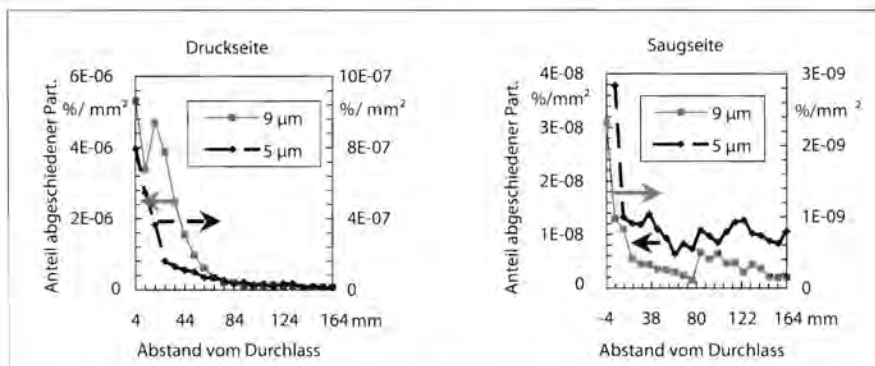 Druckseite
6E-06
4E-06
2E-06
0
%/ mm²
Anteil abgeschiedener Part.
10E-07
8E-07
4E-07
0
%/ mm²
9 µm
5 µm
4 44 84 124 164 mm
Abstand vom Durchlass
Saugseite
4E-08
3E-08
2E-08
1E-08
0
%/mm²
Anteil abgeschiedener Part.
3E-09
2E-09
1E-09
0
%/mm²
9 µm
5 µm
-4 38 80 122 164 mm
Abstand vom Durchlass